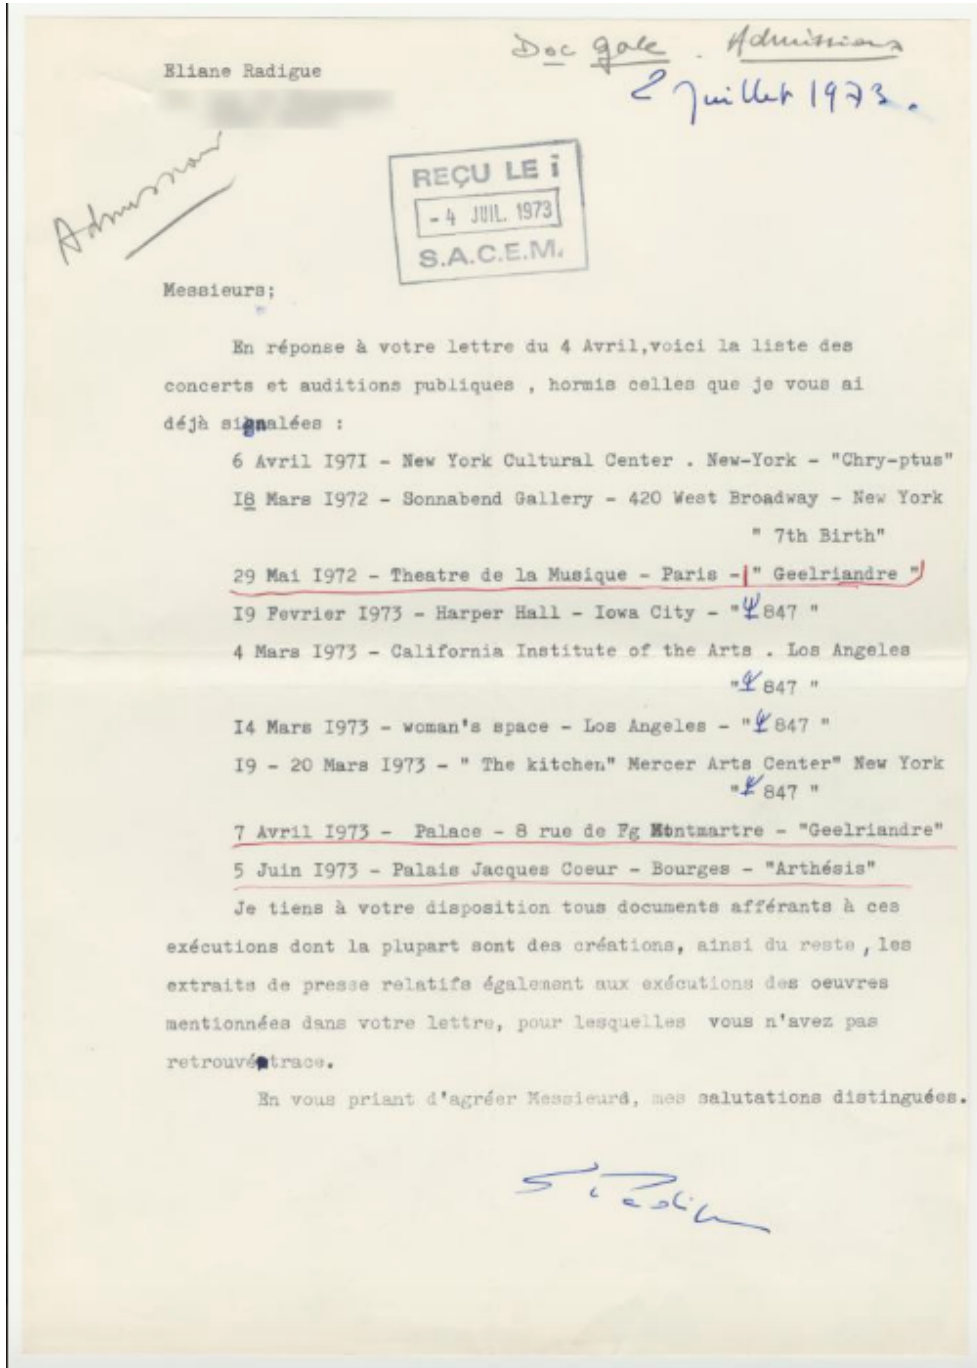 Doc gale. Admissions
Eliane Radigue
2 Juillet 1973.
Admission
REÇU LE
- 4 JUIL. 1973
S.A.C.E.M.
Messieurs;
En réponse à votre lettre du 4 Avril,voici la liste des
concerts et auditions publiques , hormis celles que je vous ai
déjà signalées :
6 Avril I97I - New York Cultural Center . New-York - "Chry-ptus"
I8 Mars I972 - Sonnabend Gallery - 420 West Broadway - New York
" 7th Birth"
29 Mai I972 - Theatre de la Musique - Paris - " Geelriandre "
I9 Fevrier I973 - Harper Hall - Iowa City - "Ψ 847 "
4 Mars I973 - California Institute of the Arts . Los Angeles
"Ψ 847 "
I4 Mars I973 - woman's space - Los Angeles - "Ψ 847 "
I9 - 20 Mars I973 - " The kitchen" Mercer Arts Center" New York
"Ψ 847 "
7 Avril I973 - Palace - 8 rue de Fg Montmartre - "Geelriandre"
5 Juin I973 - Palais Jacques Coeur - Bourges - "Arthésis"
Je tiens à votre disposition tous documents afférants à ces
exécutions dont la plupart sont des créations, ainsi du reste , les
extraits de presse relatifs également aux exécutions des oeuvres
mentionnées dans votre lettre, pour lesquelles vous n'avez pas
retrouvé trace.
En vous priant d'agréer Messieurd, mes salutations distinguées.
E. Radigue